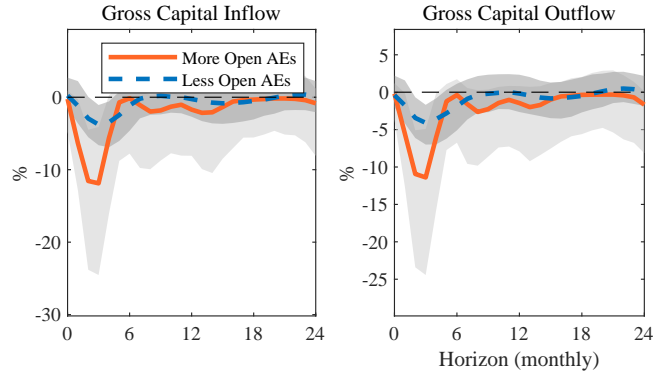 Gross Capital Inflow
More Open AEs
Less Open AEs
0
-10
-20
-30
%
0 6 12 18 24
Gross Capital Outflow
5
0
-5
-10
-15
-20
-25
%
0 6 12 18 24
Horizon (monthly)